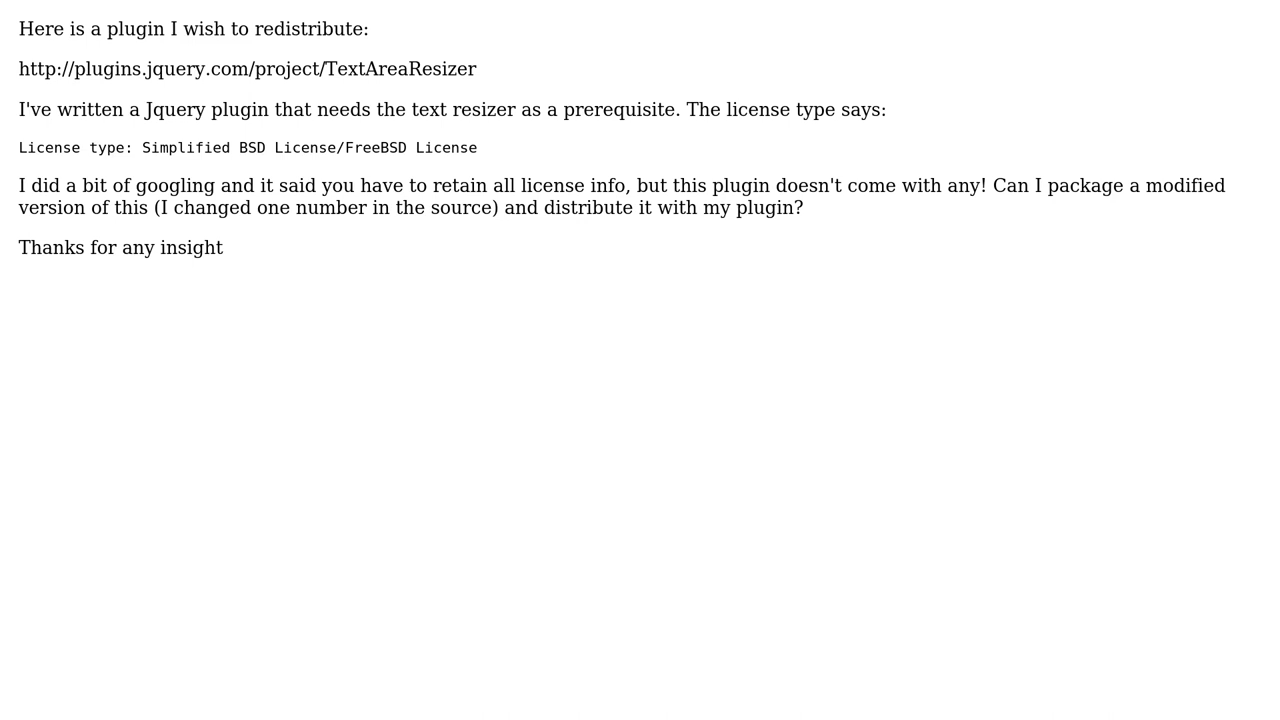 Here is a plugin I wish to redistribute:
http://plugins.jquery.com/project/TextAreaResizer
I've written a Jquery plugin that needs the text resizer as a prerequisite. The license type says:
License type: Simplified BSD License/FreeBSD License
I did a bit of googling and it said you have to retain all license info, but this plugin doesn't come with any! Can I package a modified
version of this (I changed one number in the source) and distribute it with my plugin?
Thanks for any insight